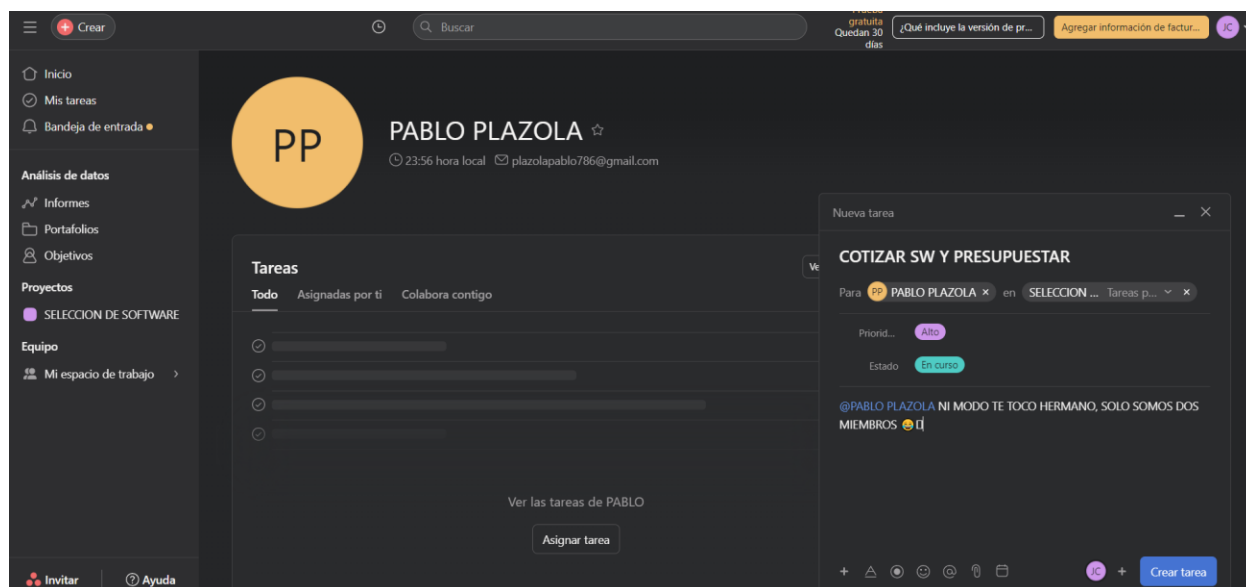 Crear
Buscar
Prueba
gratuita
Quedan 30
días
¿Qué incluye la versión de pr...
Agregar información de factur...
JC
Inicio
Mis tareas
Bandeja de entrada
Análisis de datos
Informes
Portafolios
Objetivos
Proyectos
SELECCION DE SOFTWARE
Equipo
Mi espacio de trabajo
Invitar
Ayuda
PP
PABLO PLAZOLA
23:56 hora local plazolapablo786@gmail.com
Tareas
Ve
Todo Asignadas por ti Colabora contigo
Ver las tareas de PABLO
Asignar tarea
Nueva tarea
COTIZAR SW Y PRESUPUESTAR
Para PP PABLO PLAZOLA × en SELECCION ... Tareas p...
Priorid... Alto
Estado En curso
@PABLO PLAZOLA NI MODO TE TOCO HERMANO, SOLO SOMOS DOS
MIEMBROS 😂
JC
Crear tarea